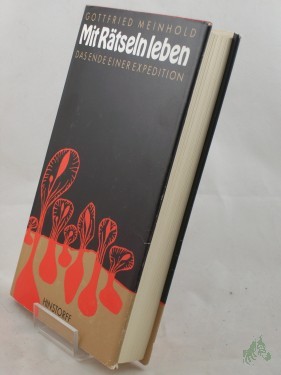 GOTTFRIED MEINHOLD
Mit Rätseln leben
DAS ENDE EINER EXPEDITION
HINSTORFF